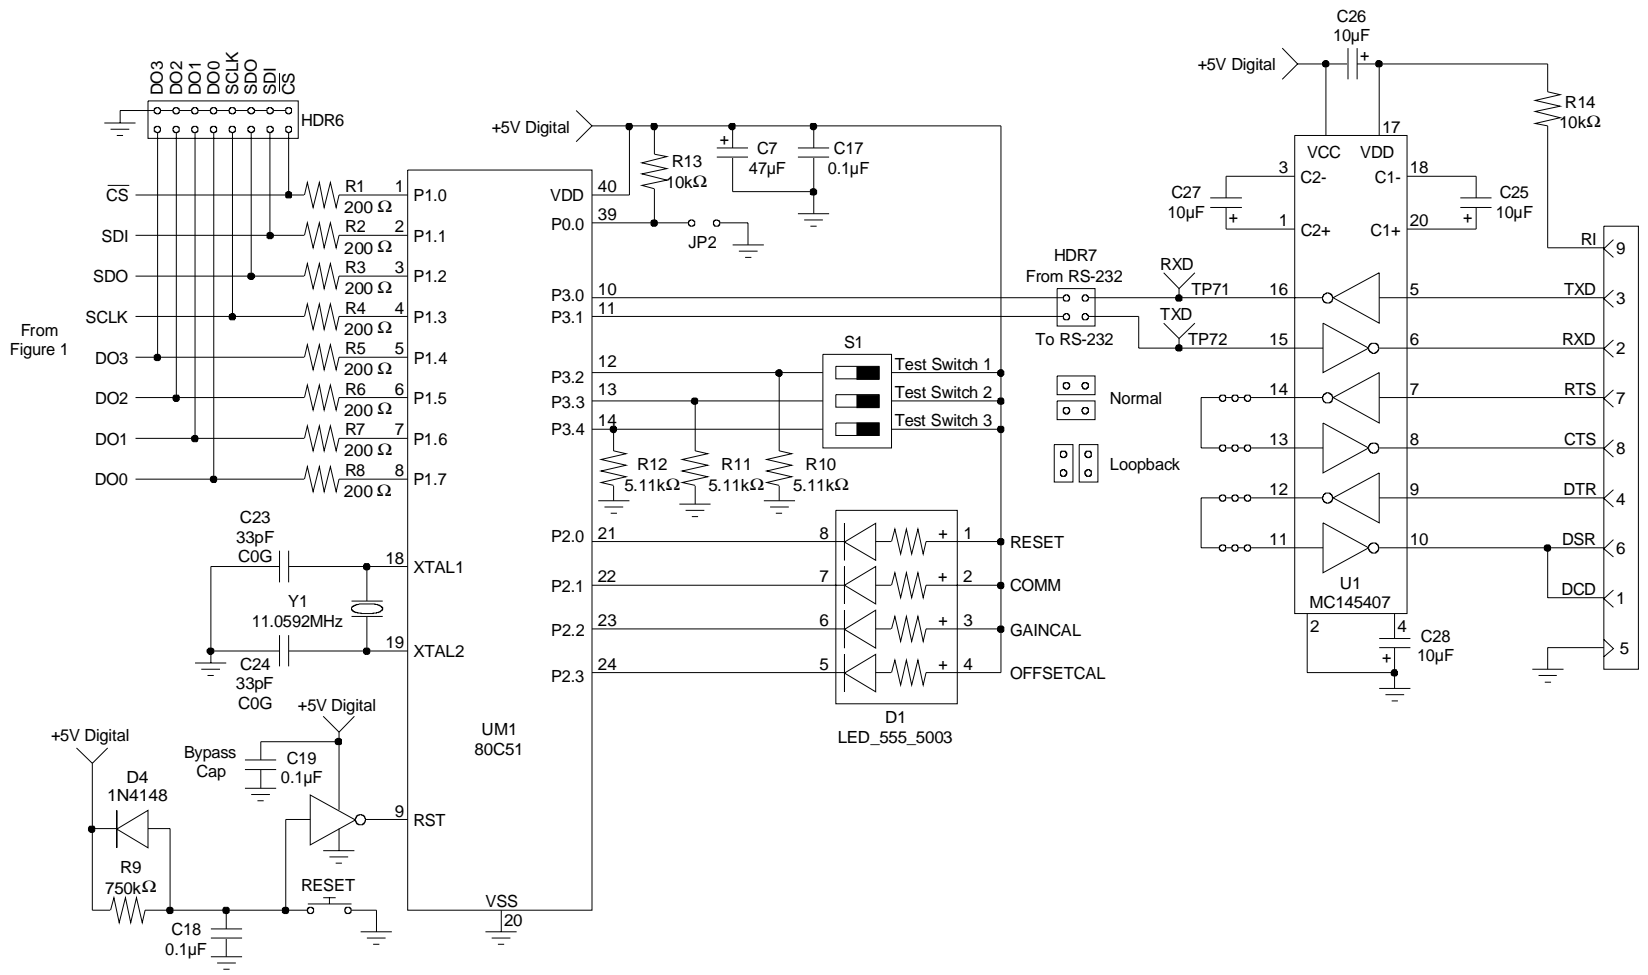 DO3
DO2
DO1
DO0
SCLK
SDO
SDI
CS
HDR6
From
Figure 1
CS
SDI
SDO
SCLK
DO3
DO2
DO1
DO0
R1
200 Ω
R2
200 Ω
R3
200 Ω
R4
200 Ω
R5
200 Ω
R6
200 Ω
R7
200 Ω
R8
200 Ω
1
2
3
4
5
6
7
8
P1.0
P1.1
P1.2
P1.3
P1.4
P1.5
P1.6
P1.7
C23
33pF
C0G
Y1
11.0592MHz
C24
33pF
C0G
18
XTAL1
19
XTAL2
+5V Digital
+5V Digital
Bypass
Cap
C19
0.1µF
D4
1N4148
R9
750kΩ
RESET
C18
0.1µF
9
RST
UM1
80C51
VSS
20
+5V Digital
VDD
40
P0.0
39
R13
10kΩ
JP2
+
C7
47µF
C17
0.1µF
P3.0
10
P3.1
11
HDR7
From RS-232
To RS-232
RXD
TP71
TXD
TP72
P3.2
12
P3.3
13
P3.4
14
S1
Test Switch 1
Test Switch 2
Test Switch 3
R12
5.11kΩ
R11
5.11kΩ
R10
5.11kΩ
Normal
Loopback
P2.0
21
8
+
1
RESET
P2.1
22
7
+
2
COMM
P2.2
23
6
+
3
GAINCAL
P2.3
24
5
+
4
OFFSETCAL
D1
LED_555_5003
C26
10µF
+
+5V Digital
R14
10kΩ
17
VCC
VDD
3
C2-
C1-
18
C27
10µF
+
C25
10µF
+
1
C2+
C1+
20
RI
9
16
5
TXD
3
15
6
RXD
2
14
7
RTS
7
13
8
CTS
8
12
9
DTR
4
11
10
DSR
6
U1
MC145407
DCD
1
2
4
C28
10µF
+
5